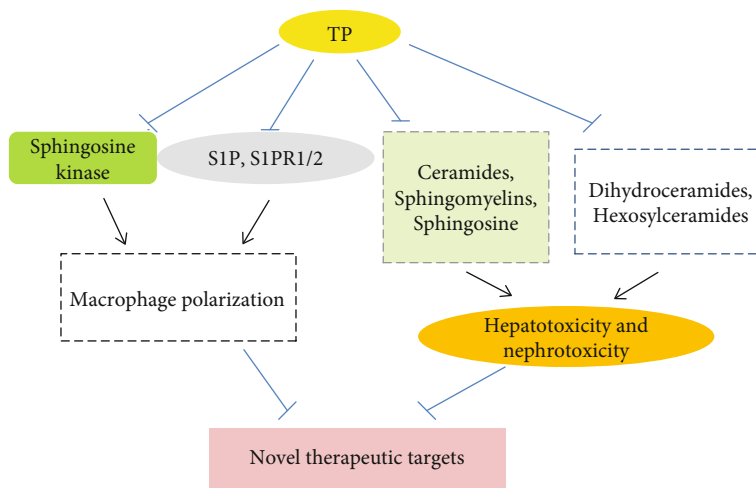 TP
Sphingosine
kinase
S1P, S1PR1/2
Ceramides,
Sphingomyelins,
Sphingosine
Dihydroceramides,
Hexosylceramides
Macrophage polarization
Hepatotoxicity and
nephrotoxicity
Novel therapeutic targets